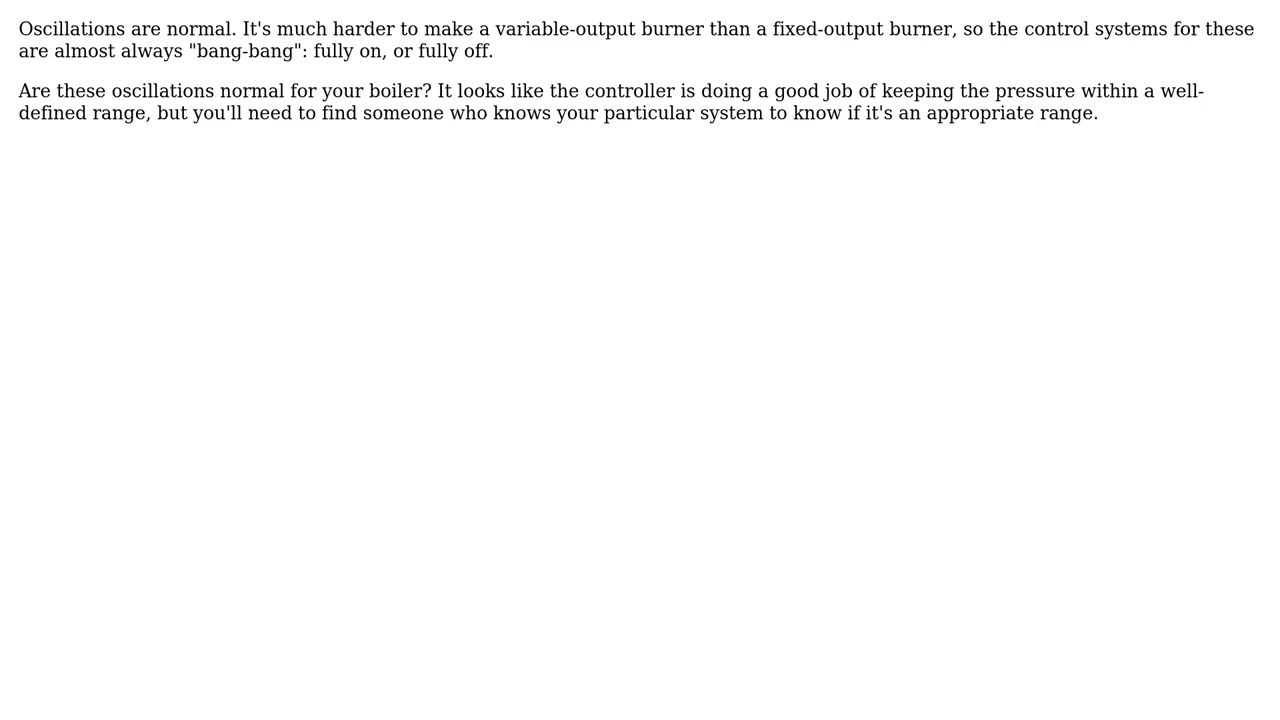 Oscillations are normal. It's much harder to make a variable-output burner than a fixed-output burner, so the control systems for these
are almost always "bang-bang": fully on, or fully off.
Are these oscillations normal for your boiler? It looks like the controller is doing a good job of keeping the pressure within a well-
defined range, but you'll need to find someone who knows your particular system to know if it's an appropriate range.